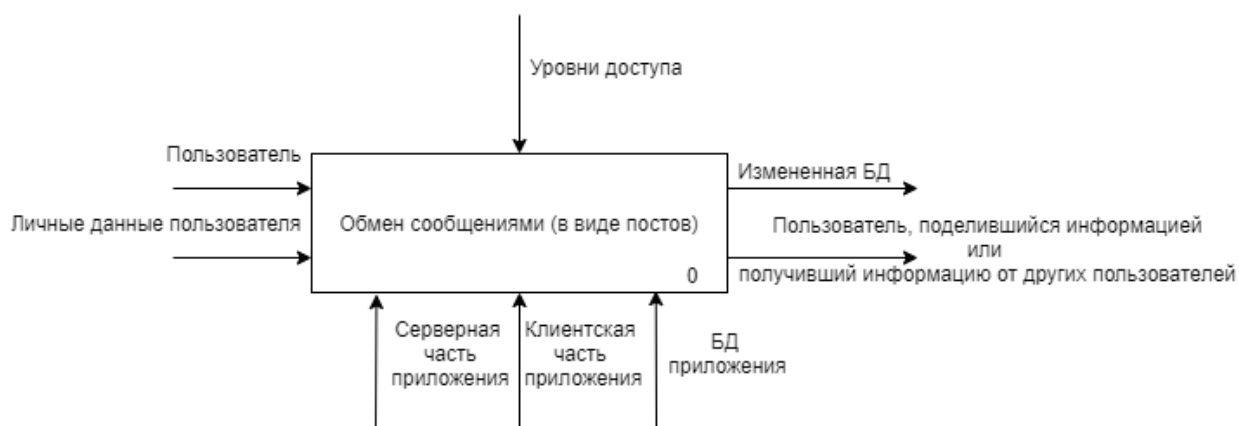 Уровни доступа
Пользователь
Личные данные пользователя
Обмен сообщениями (в виде постов)
0
Измененная БД
Пользователь, поделившийся информацией
или
получивший информацию от других пользователей
Серверная
часть
приложения
Клиентская
часть
приложения
БД
приложения